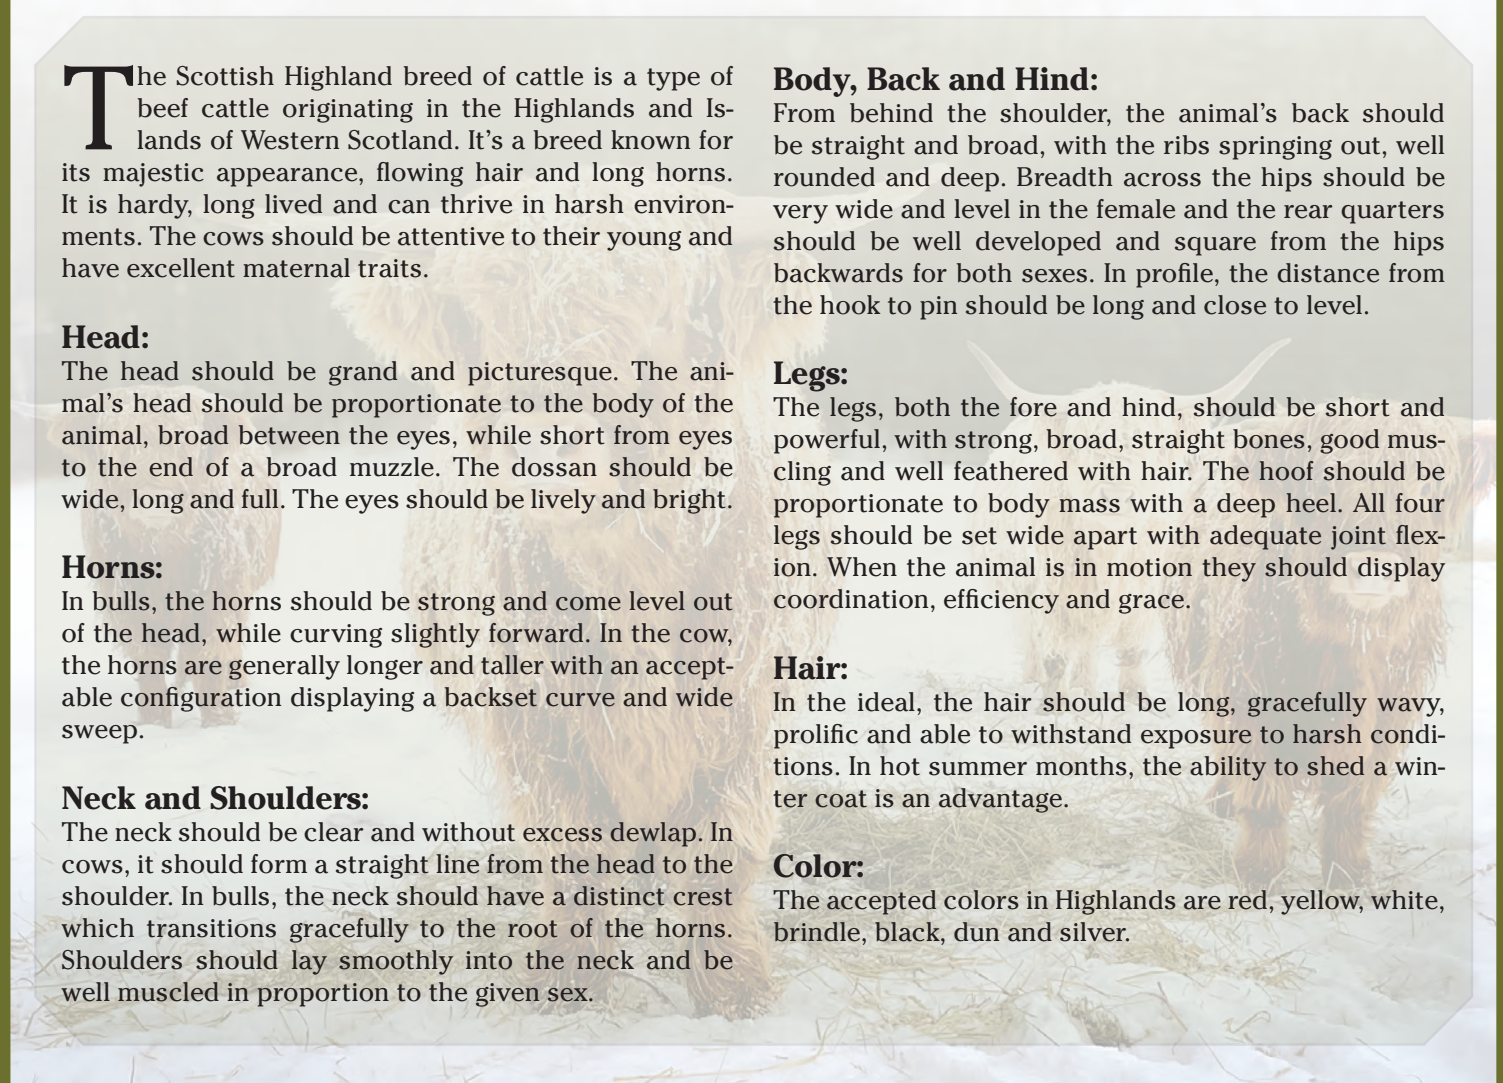 The Scottish Highland breed of cattle is a type of
beef cattle originating in the Highlands and Is-
lands of Western Scotland. It's a breed known for
its majestic appearance, flowing hair and long horns.
It is hardy, long lived and can thrive in harsh environ-
ments. The cows should be attentive to their young and
have excellent maternal traits.
Head:
The head should be grand and picturesque. The ani-
mal's head should be proportionate to the body of the
animal, broad between the eyes, while short from eyes
to the end of a broad muzzle. The dossan should be
wide, long and full. The eyes should be lively and bright.
Horns:
In bulls, the horns should be strong and come level out
of the head, while curving slightly forward. In the cow,
the horns are generally longer and taller with an accept-
able configuration displaying a backset curve and wide
sweep.
Neck and Shoulders:
The neck should be clear and without excess dewlap. In
cows, it should form a straight line from the head to the
shoulder. In bulls, the neck should have a distinct crest
which transitions gracefully to the root of the horns.
Shoulders should lay smoothly into the neck and be
well muscled in proportion to the given sex.
Body, Back and Hind:
From behind the shoulder, the animal's back should
be straight and broad, with the ribs springing out, well
rounded and deep. Breadth across the hips should be
very wide and level in the female and the rear quarters
should be well developed and square from the hips
backwards for both sexes. In profile, the distance from
the hook to pin should be long and close to level.
Legs:
The legs, both the fore and hind, should be short and
powerful, with strong, broad, straight bones, good mus-
cling and well feathered with hair. The hoof should be
proportionate to body mass with a deep heel. All four
legs should be set wide apart with adequate joint flex-
ion. When the animal is in motion they should display
coordination, efficiency and grace.
Hair:
In the ideal, the hair should be long, gracefully wavy,
prolific and able to withstand exposure to harsh condi-
tions. In hot summer months, the ability to shed a win-
ter coat is an advantage.
Color:
The accepted colors in Highlands are red, yellow, white,
brindle, black, dun and silver.